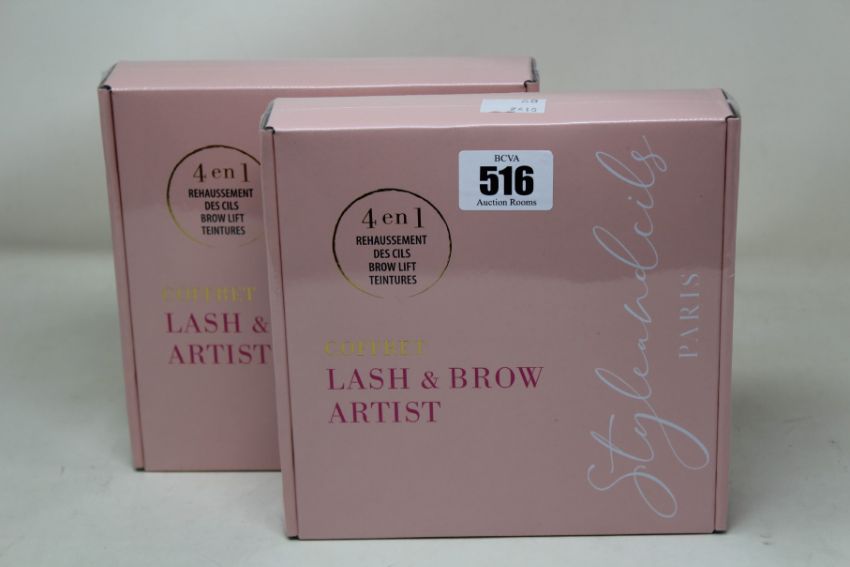 4 en 1
REHAUSSEMENT
DES CILS
BROW LIFT
TEINTURES
COFFRET
LASH &
ARTIST
BCVA
516
Auction Rooms
4 en 1
REHAUSSEMENT
DES CILS
BROW LIFT
TEINTURES
COFFRET
LASH & BROW
ARTIST
Styleandcils
PARIS